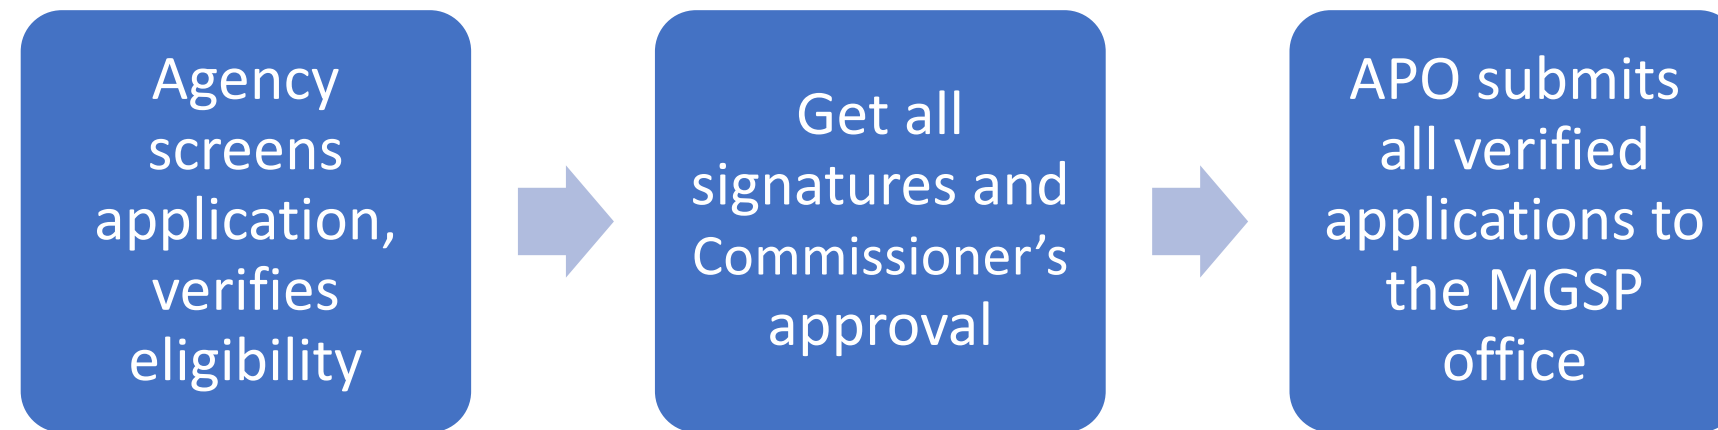 Agency
screens
application,
verifies
eligibility
Get all
signatures and
Commissioner’s
approval
APO submits
all verified
applications to
the MGSP
office